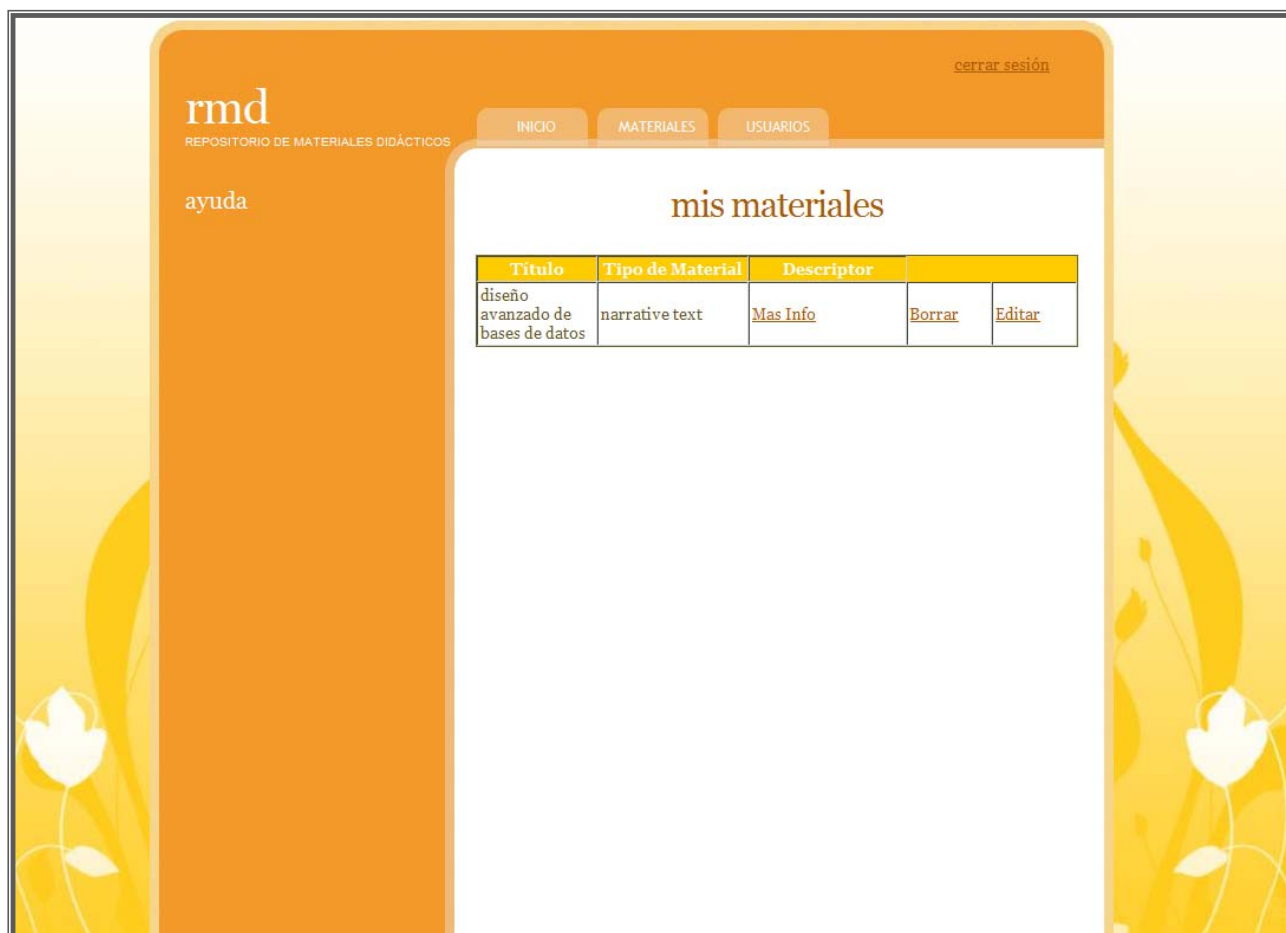 cerrar sesión
rmd
REPOSITORIO DE MATERIALES DIDÁCTICOS
INICIO MATERIALES USUARIOS
ayuda
mis materiales
Título Tipo de Material Descriptor
diseño
avanzado de
bases de datos
narrative text Mas Info Borrar Editar